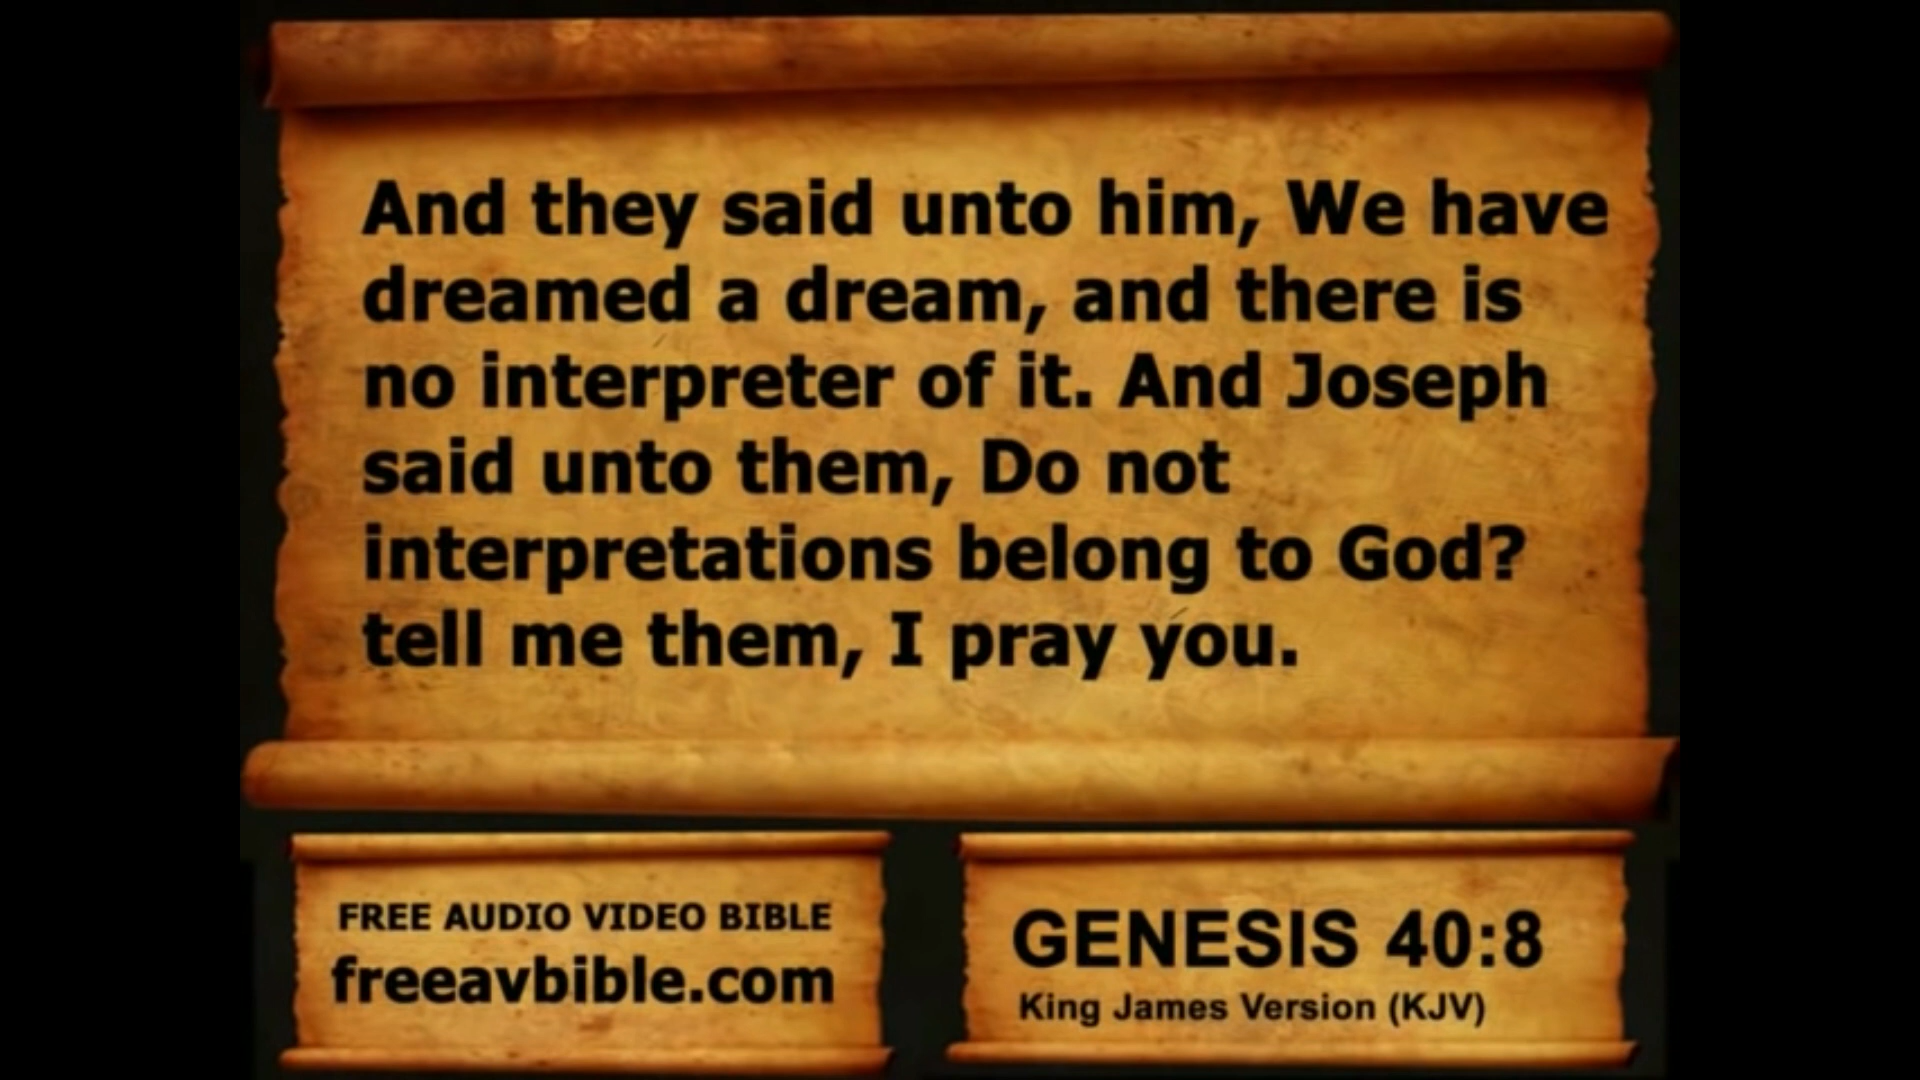 And they said unto him, We have
dreamed a dream, and there is
no interpreter of it. And Joseph
said unto them, Do not
interpretations belong to God?
tell me them, I pray you.
FREE AUDIO VIDEO BIBLE
freeavbible.com
GENESIS 40:8
King James Version (KJV)